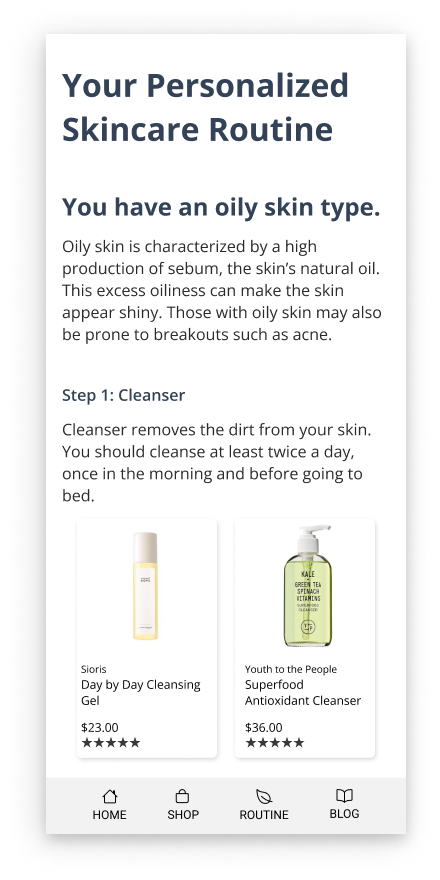 Your Personalized
Skincare Routine
You have an oily skin type.
Oily skin is characterized by a high
production of sebum, the skin’s natural oil.
This excess oiliness can make the skin
appear shiny. Those with oily skin may also
be prone to breakouts such as acne.
Step 1: Cleanser
Cleanser removes the dirt from your skin.
You should cleanse at least twice a day,
once in the morning and before going to
bed.
KALE
GREEN TEA
SPINACH
VITAMINS
SUPERFOOD
CLEANSER
Sioris
Day by Day Cleansing
Gel
$23.00
★★★★★
Youth to the People
Superfood
Antioxidant Cleanser
$36.00
★★★★★
HOME
SHOP
ROUTINE
BLOG